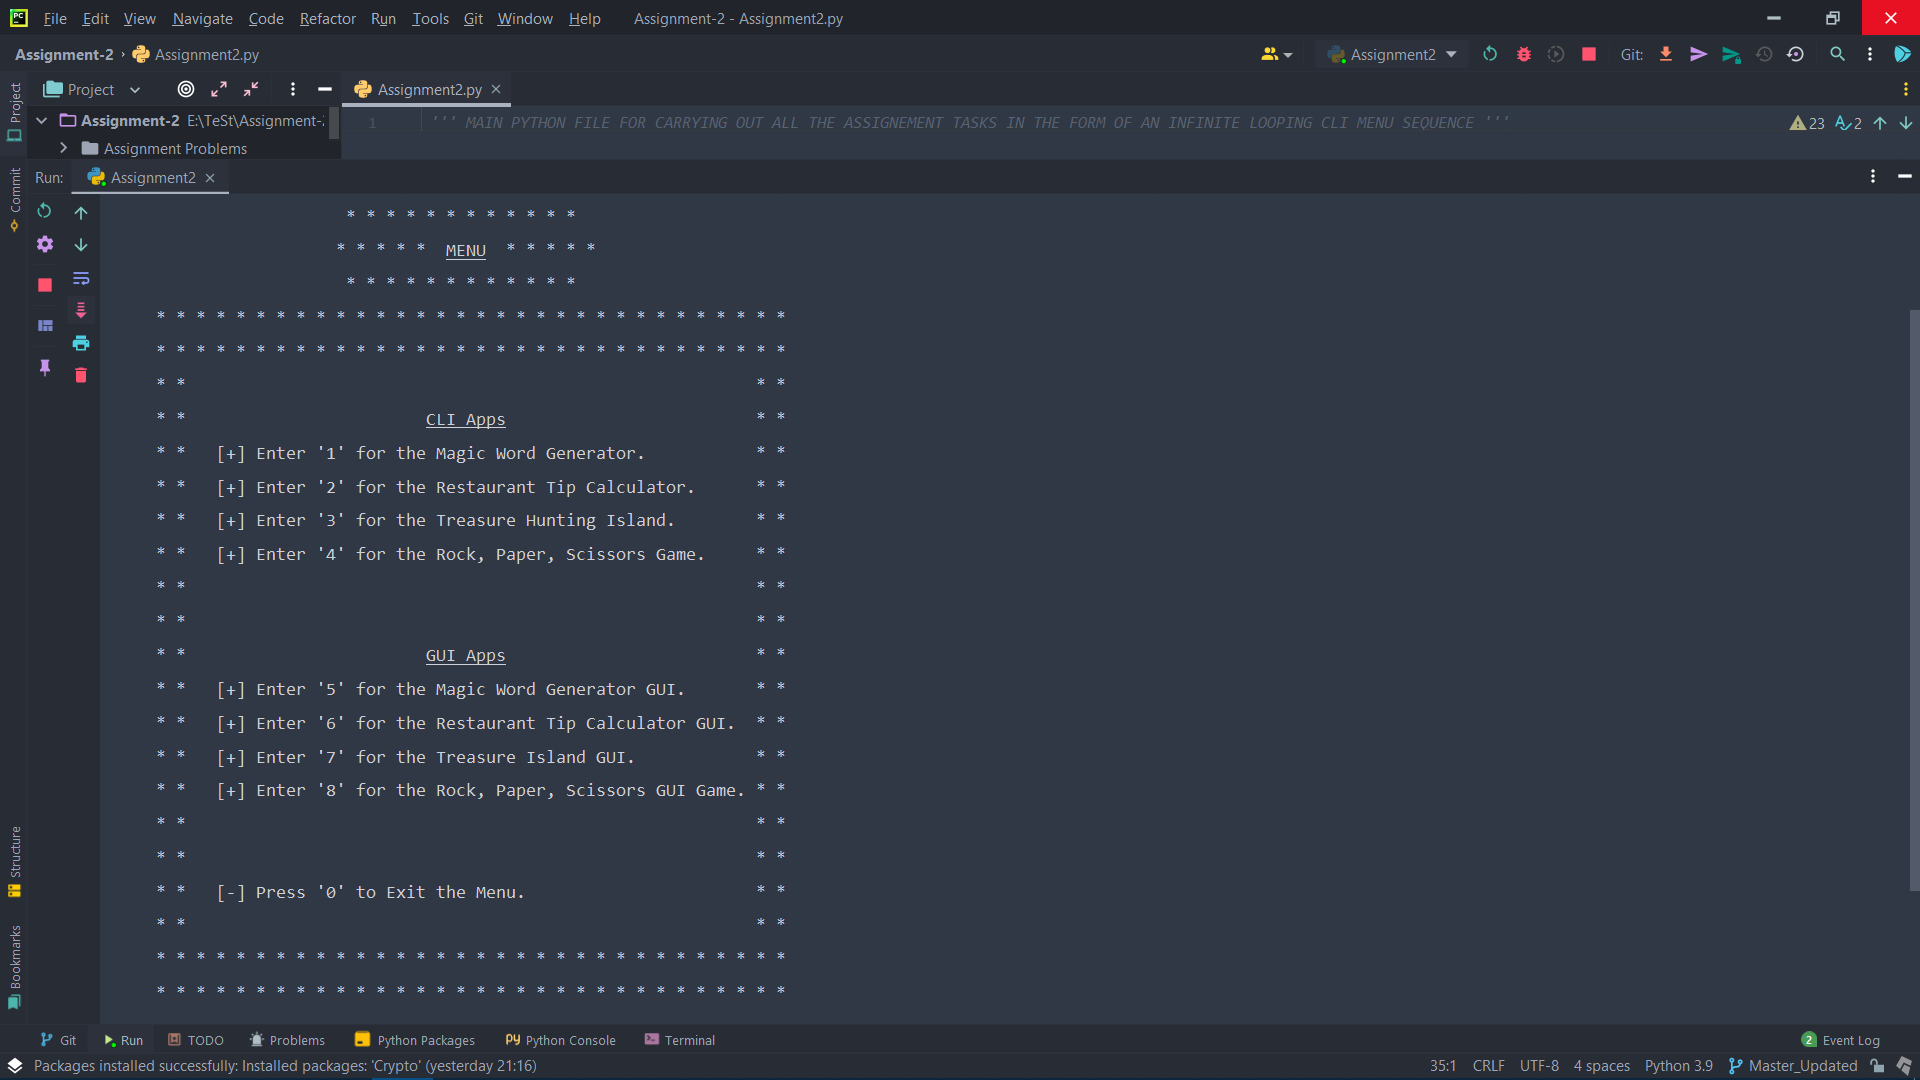 PC File Edit View Navigate Code Refactor Run Tools Git Window Help Assignment-2 - Assignment2.py
Assignment-2 › Assignment2.py Assignment2 Git:
Project Project Assignment2.py ×
Assignment-2 E:\TeSt\Assignment-
1 ''' MAIN PYTHON FILE FOR CARRYING OUT ALL THE ASSIGNEMENT TASKS IN THE FORM OF AN INFINITE LOOPING CLI MENU SEQUENCE ''' 23 2
Assignment Problems
Commit
Run: Assignment2 ×
* * * * * * * * * * * *
* * * * * MENU * * * * *
* * * * * * * * * * * *
* * * * * * * * * * * * * * * * * * * * * * * * * * * * * * * *
* * * * * * * * * * * * * * * * * * * * * * * * * * * * * * * *
* * * *
* * CLI Apps * *
* * [+] Enter '1' for the Magic Word Generator. * *
* * [+] Enter '2' for the Restaurant Tip Calculator. * *
* * [+] Enter '3' for the Treasure Hunting Island. * *
* * [+] Enter '4' for the Rock, Paper, Scissors Game. * *
* * * *
* * * *
* * GUI Apps * *
* * [+] Enter '5' for the Magic Word Generator GUI. * *
* * [+] Enter '6' for the Restaurant Tip Calculator GUI. * *
* * [+] Enter '7' for the Treasure Island GUI. * *
* * [+] Enter '8' for the Rock, Paper, Scissors GUI Game. * *
* * * *
* * * *
* * [-] Press '0' to Exit the Menu. * *
* * * *
* * * * * * * * * * * * * * * * * * * * * * * * * * * * * * * *
* * * * * * * * * * * * * * * * * * * * * * * * * * * * * * * *
Structure
Bookmarks
Git Run TODO Problems Python Packages Python Console Terminal 2 Event Log
Packages installed successfully: Installed packages: 'Crypto' (yesterday 21:16) 35:1 CRLF UTF-8 4 spaces Python 3.9 Master_Updated